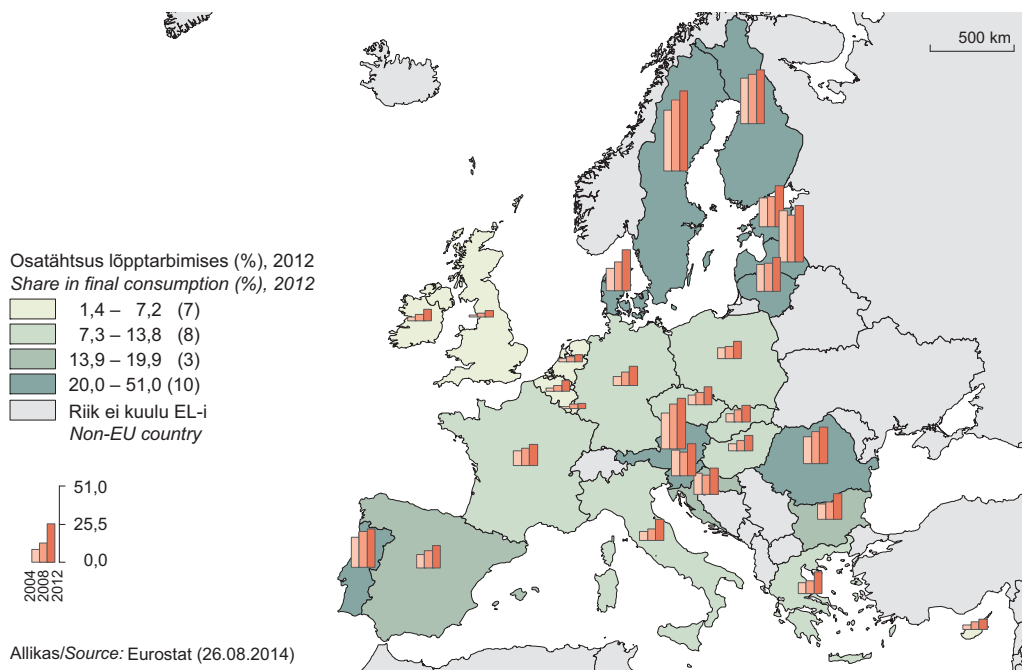 500 km
Osatähtsus lõpptarbimises (%), 2012
Share in final consumption (%), 2012
1,4 – 7,2 (7)
7,3 – 13,8 (8)
13,9 – 19,9 (3)
20,0 – 51,0 (10)
Riik ei kuulu EL-i
Non-EU country
51,0
25,5
0,0
2004
2008
2012
Allikas/Source: Eurostat (26.08.2014)